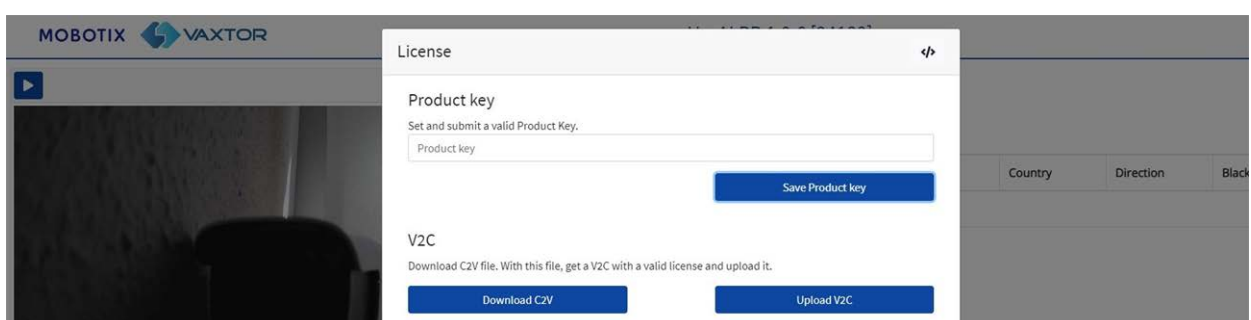 MOBOTIX VAXTOR
License
</>
Product key
Set and submit a valid Product Key.
Product key
Country
Direction
Black
Save Product key
V2C
Download C2V file. With this file, get a V2C with a valid license and upload it.
Download C2V
Upload V2C